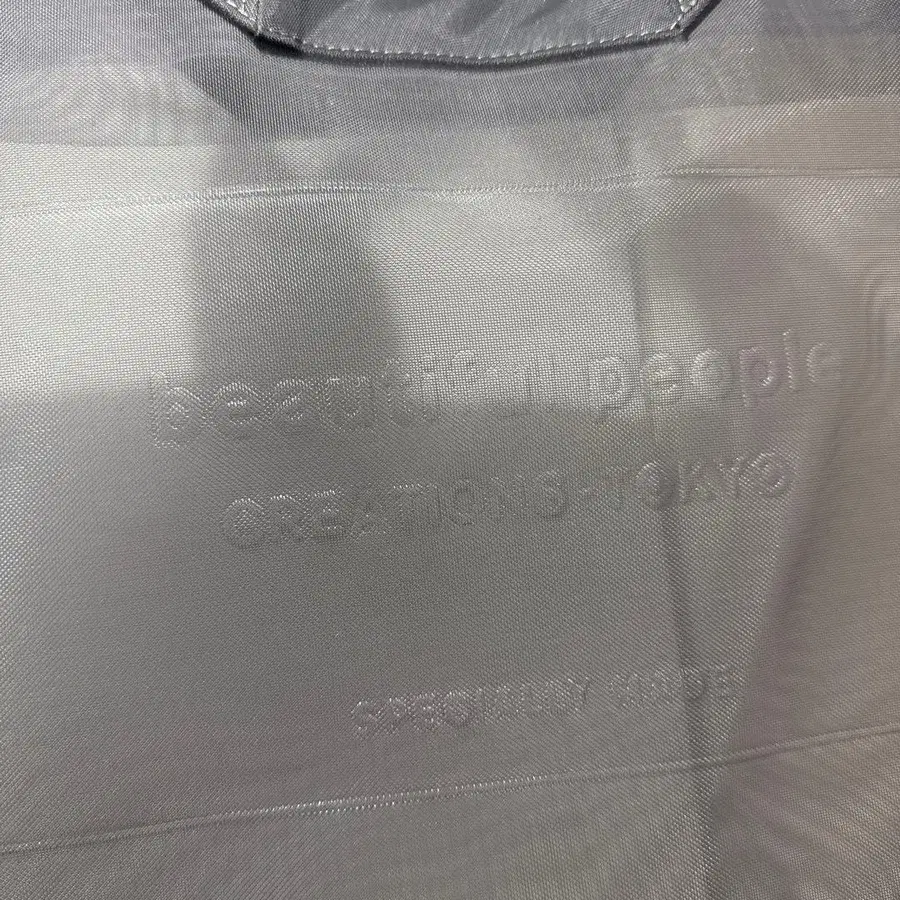 beautiful people
CREATIONS-TOKYO
SPECIALLY MADE